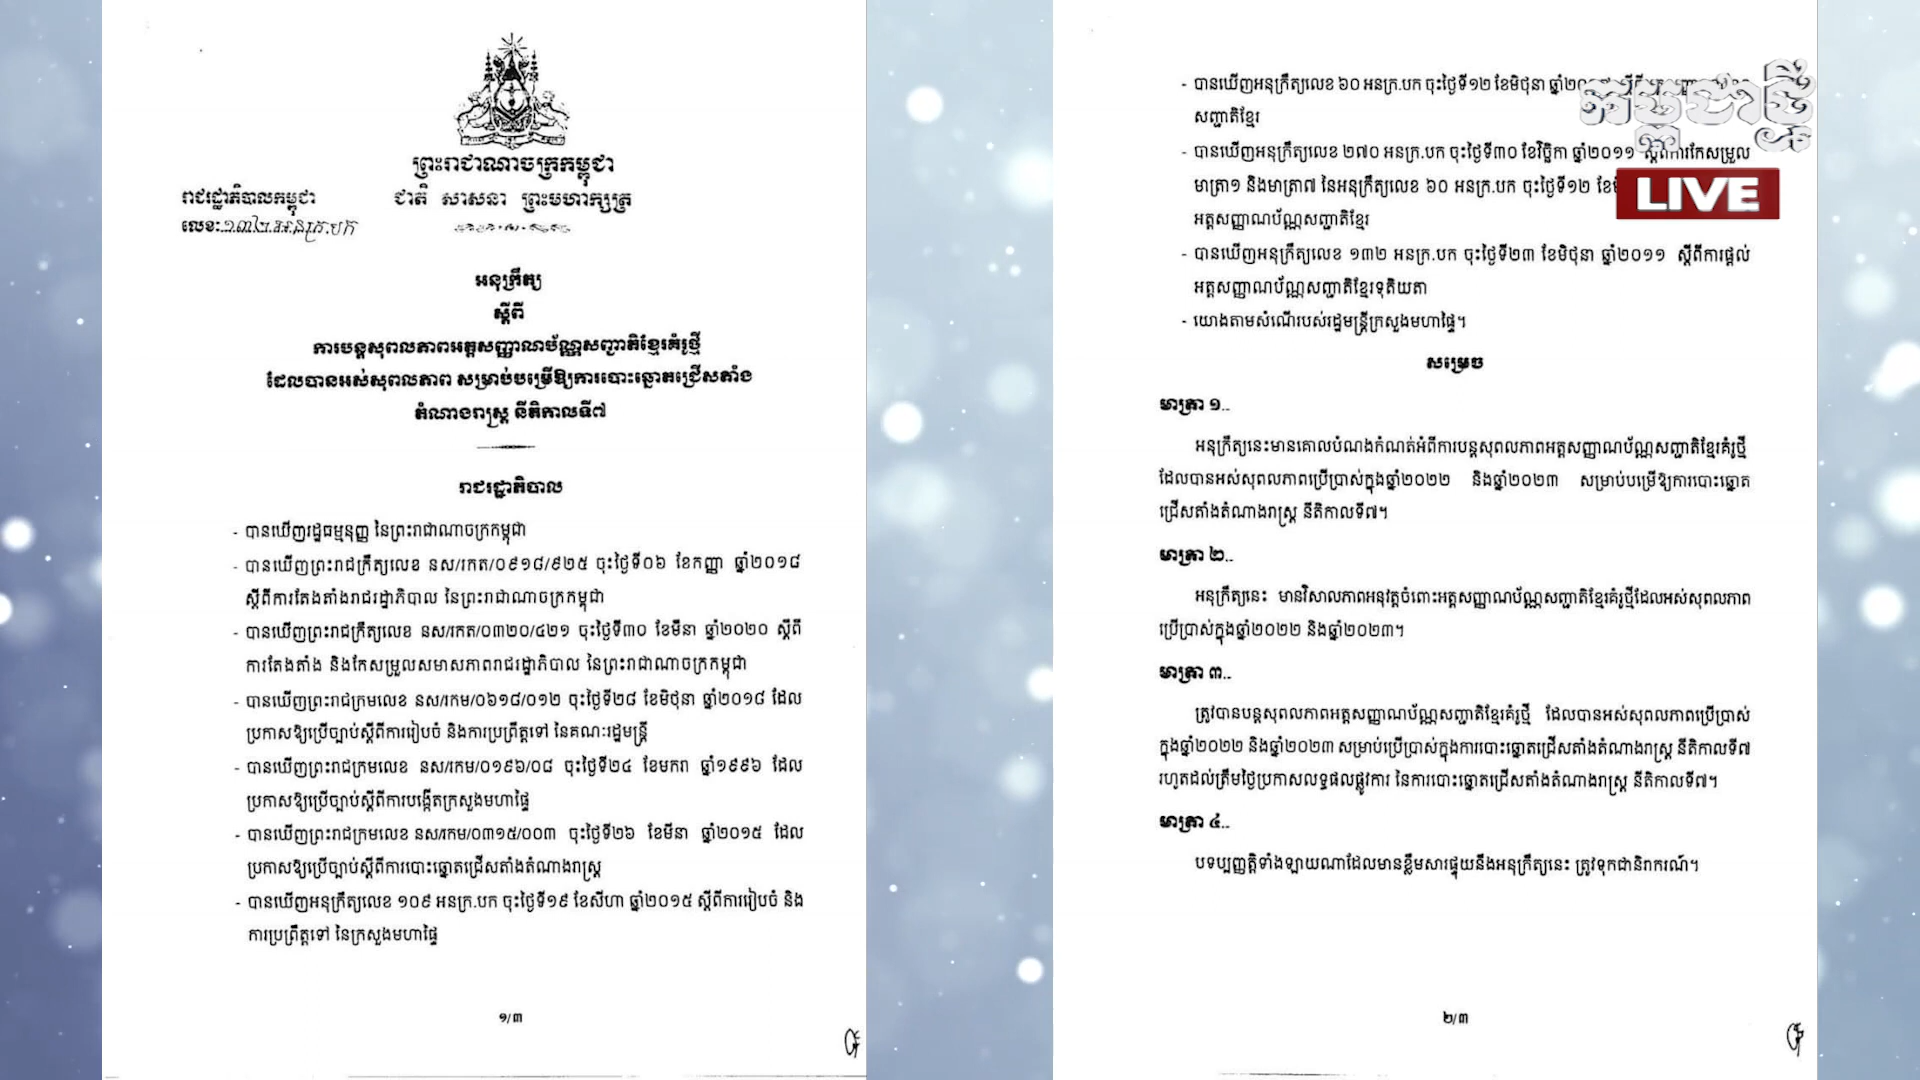 ព្រះរាជាណាចក្រកម្ពុជា
ជាតិ សាសនា ព្រះមហាក្សត្រ
រាជរដ្ឋាភិបាលកម្ពុជា
លេខៈ១៣២.អនក្រ.បក
អនុក្រឹត្យ
ស្តីពី
ការបន្តសុពលភាពអត្តសញ្ញាណប័ណ្ណសញ្ជាតិខ្មែរគំរូថ្មី
ដែលបានអស់សុពលភាព សម្រាប់បម្រើឱ្យការបោះឆ្នោតជ្រើសតាំង
តំណាងរាស្ត្រ នីតិកាលទី៧
រាជរដ្ឋាភិបាល
- បានឃើញរដ្ឋធម្មនុញ្ញ នៃព្រះរាជាណាចក្រកម្ពុជា
- បានឃើញព្រះរាជក្រឹត្យលេខ នស/រកត/០៩១៨/៩២៥ ចុះថ្ងៃទី០៦ ខែកញ្ញា ឆ្នាំ២០១៨
ស្តីពីការតែងតាំងរាជរដ្ឋាភិបាល នៃព្រះរាជាណាចក្រកម្ពុជា
- បានឃើញព្រះរាជក្រឹត្យលេខ នស/រកត/០៣២០/៤២១ ចុះថ្ងៃទី៣០ ខែមីនា ឆ្នាំ២០២០ ស្តីពី
ការតែងតាំង និងកែសម្រួលសមាសភាពរាជរដ្ឋាភិបាល នៃព្រះរាជាណាចក្រកម្ពុជា
- បានឃើញព្រះរាជក្រមលេខ នស/រកម/០៦១៨/០១២ ចុះថ្ងៃទី២៨ ខែមិថុនា ឆ្នាំ២០១៨ ដែល
ប្រកាសឱ្យប្រើច្បាប់ស្តីពីការរៀបចំ និងការប្រព្រឹត្តទៅ នៃគណៈរដ្ឋមន្ត្រី
- បានឃើញព្រះរាជក្រមលេខ នស/រកម/០១៩៦/០៨ ចុះថ្ងៃទី២៤ ខែមករា ឆ្នាំ១៩៩៦ ដែល
ប្រកាសឱ្យប្រើច្បាប់ស្តីពីការបង្កើតក្រសួងមហាផ្ទៃ
- បានឃើញព្រះរាជក្រមលេខ នស/រកម/០៣១៥/០០៣ ចុះថ្ងៃទី២៦ ខែមីនា ឆ្នាំ២០១៥ ដែល
ប្រកាសឱ្យប្រើច្បាប់ស្តីពីការបោះឆ្នោតជ្រើសតាំងតំណាងរាស្ត្រ
- បានឃើញអនុក្រឹត្យលេខ ១០៩ អនក្រ.បក ចុះថ្ងៃទី១៩ ខែសីហា ឆ្នាំ២០១៥ ស្តីពីការរៀបចំ និង
ការប្រព្រឹត្តទៅ នៃក្រសួងមហាផ្ទៃ
១/៣
- បានឃើញអនុក្រឹត្យលេខ ៦០ អនក្រ.បក ចុះថ្ងៃទី១២ ខែមិថុនា
សញ្ជាតិខ្មែរ
- បានឃើញអនុក្រឹត្យលេខ ២៧០ អនក្រ.បក ចុះថ្ងៃទី៣០ ខែវិច្ឆិកា ឆ្នាំ២០១១ ស្តីពីការកែសម្រួល
មាត្រា១ និងមាត្រា៧ នៃអនុក្រឹត្យលេខ ៦០ អនក្រ.បក ចុះថ្ងៃទី១២
អត្តសញ្ញាណប័ណ្ណសញ្ជាតិខ្មែរ
- បានឃើញអនុក្រឹត្យលេខ ១៣២ អនក្រ.បក ចុះថ្ងៃទី២៣ ខែមិថុនា ឆ្នាំ២០១១ ស្តីពីការផ្តល់
អត្តសញ្ញាណប័ណ្ណសញ្ជាតិខ្មែរទុតិយតា
- យោងតាមសំណើរបស់រដ្ឋមន្ត្រីក្រសួងមហាផ្ទៃ។
សម្រេច
មាត្រា ១..
អនុក្រឹត្យនេះមានគោលបំណងកំណត់អំពីការបន្តសុពលភាពអត្តសញ្ញាណប័ណ្ណសញ្ជាតិខ្មែរគំរូថ្មី
ដែលបានអស់សុពលភាពប្រើប្រាស់ក្នុងឆ្នាំ២០២២ និងឆ្នាំ២០២៣ សម្រាប់បម្រើឱ្យការបោះឆ្នោត
ជ្រើសតាំងតំណាងរាស្ត្រ នីតិកាលទី៧។
មាត្រា ២..
អនុក្រឹត្យនេះ មានវិសាលភាពអនុវត្តចំពោះអត្តសញ្ញាណប័ណ្ណសញ្ជាតិខ្មែរគំរូថ្មីដែលអស់សុពលភាព
ប្រើប្រាស់ក្នុងឆ្នាំ២០២២ និងឆ្នាំ២០២៣។
មាត្រា ៣..
ត្រូវបានបន្តសុពលភាពអត្តសញ្ញាណប័ណ្ណសញ្ជាតិខ្មែរគំរូថ្មី ដែលបានអស់សុពលភាពប្រើប្រាស់
ក្នុងឆ្នាំ២០២២ និងឆ្នាំ២០២៣ សម្រាប់ប្រើប្រាស់ក្នុងការបោះឆ្នោតជ្រើសតាំងតំណាងរាស្ត្រ នីតិកាលទី៧
រហូតដល់ត្រឹមថ្ងៃប្រកាសលទ្ធផលផ្លូវការ នៃការបោះឆ្នោតជ្រើសតាំងតំណាងរាស្ត្រ នីតិកាលទី៧។
មាត្រា ៤..
បទប្បញ្ញត្តិទាំងឡាយណាដែលមានខ្លឹមសារផ្ទុយនឹងអនុក្រឹត្យនេះ ត្រូវទុកជានិរាករណ៍។
២/៣
កម្ពុជាថ្មី
LIVE